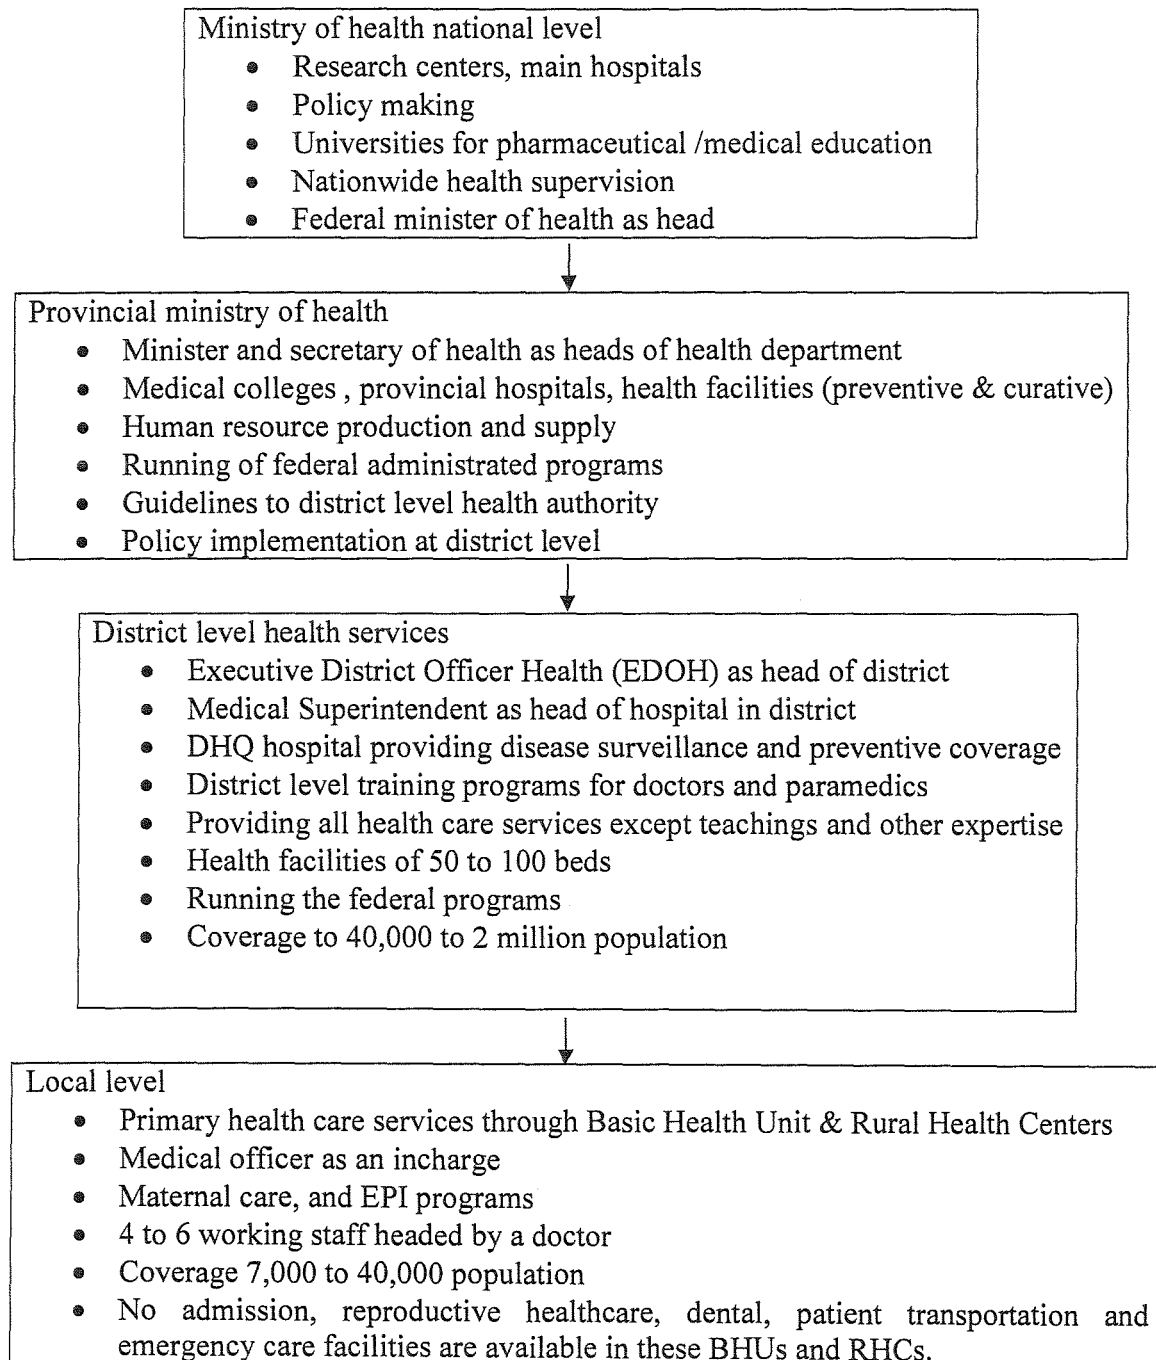 Ministry of health national level
• Research centers, main hospitals
• Policy making
• Universities for pharmaceutical /medical education
• Nationwide health supervision
• Federal minister of health as head
Provincial ministry of health
• Minister and secretary of health as heads of health department
• Medical colleges , provincial hospitals, health facilities (preventive & curative)
• Human resource production and supply
• Running of federal administrated programs
• Guidelines to district level health authority
• Policy implementation at district level
District level health services
• Executive District Officer Health (EDOH) as head of district
• Medical Superintendent as head of hospital in district
• DHQ hospital providing disease surveillance and preventive coverage
• District level training programs for doctors and paramedics
• Providing all health care services except teachings and other expertise
• Health facilities of 50 to 100 beds
• Running the federal programs
• Coverage to 40,000 to 2 million population
Local level
• Primary health care services through Basic Health Unit & Rural Health Centers
• Medical officer as an incharge
• Maternal care, and EPI programs
• 4 to 6 working staff headed by a doctor
• Coverage 7,000 to 40,000 population
• No admission, reproductive healthcare, dental, patient transportation and
emergency care facilities are available in these BHUs and RHCs.